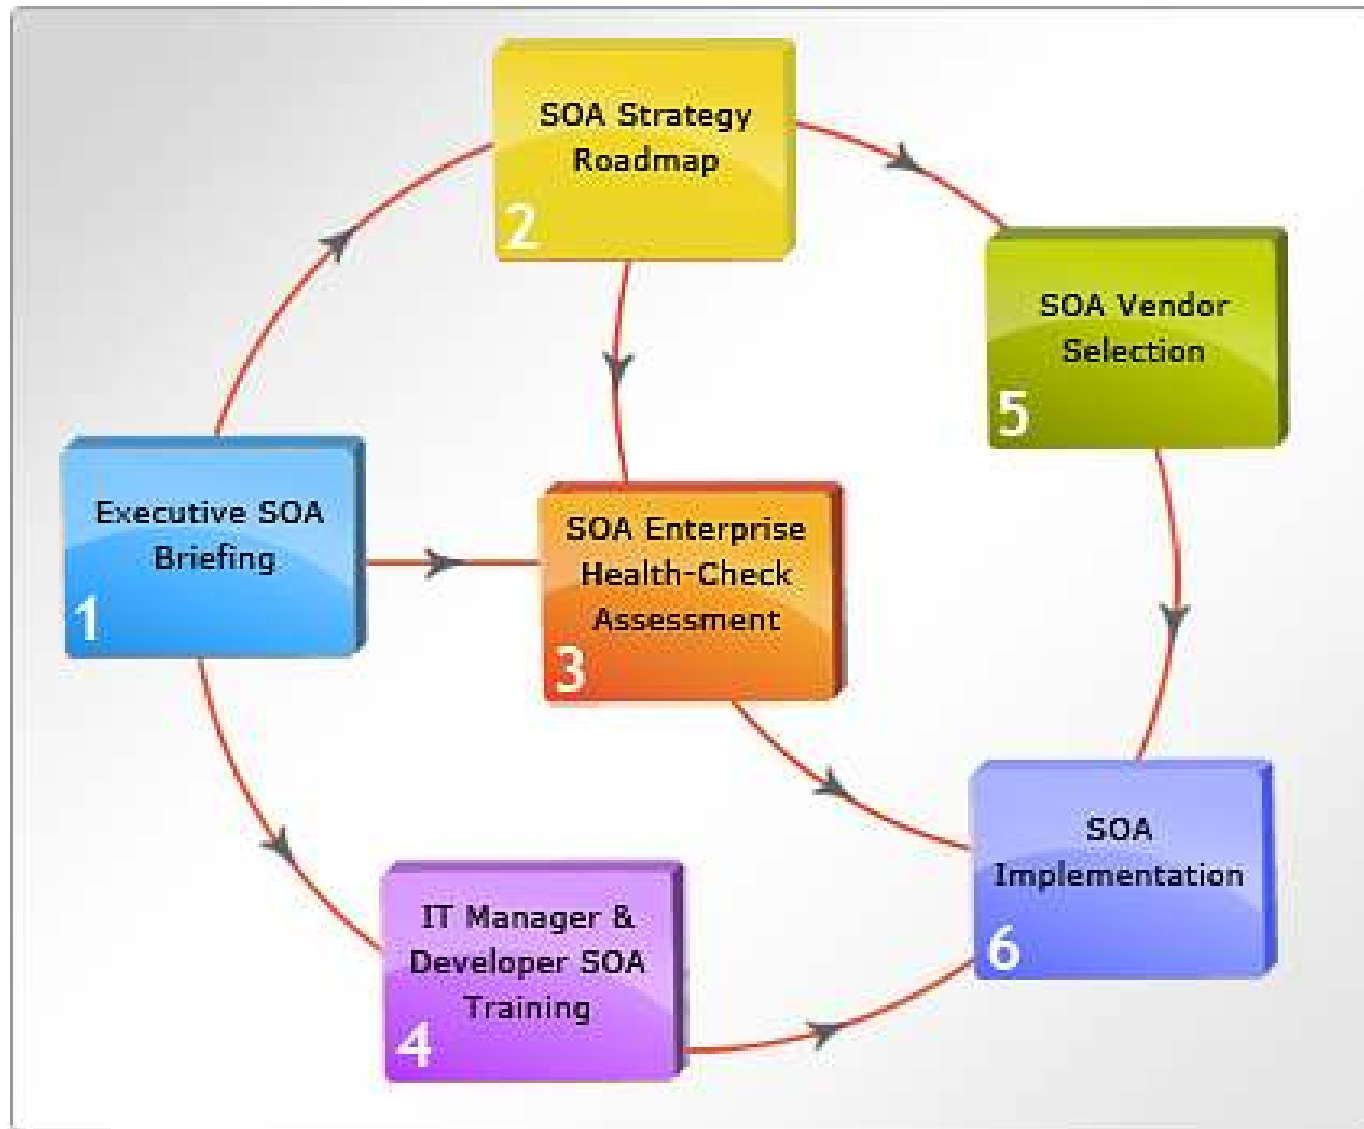 SOA Strategy
Roadmap
2
SOA Vendor
Selection
5
Executive SOA
Briefing
1
SOA Enterprise
Health-Check
Assessment
3
SOA
Implementation
6
IT Manager &
Developer SOA
Training
4